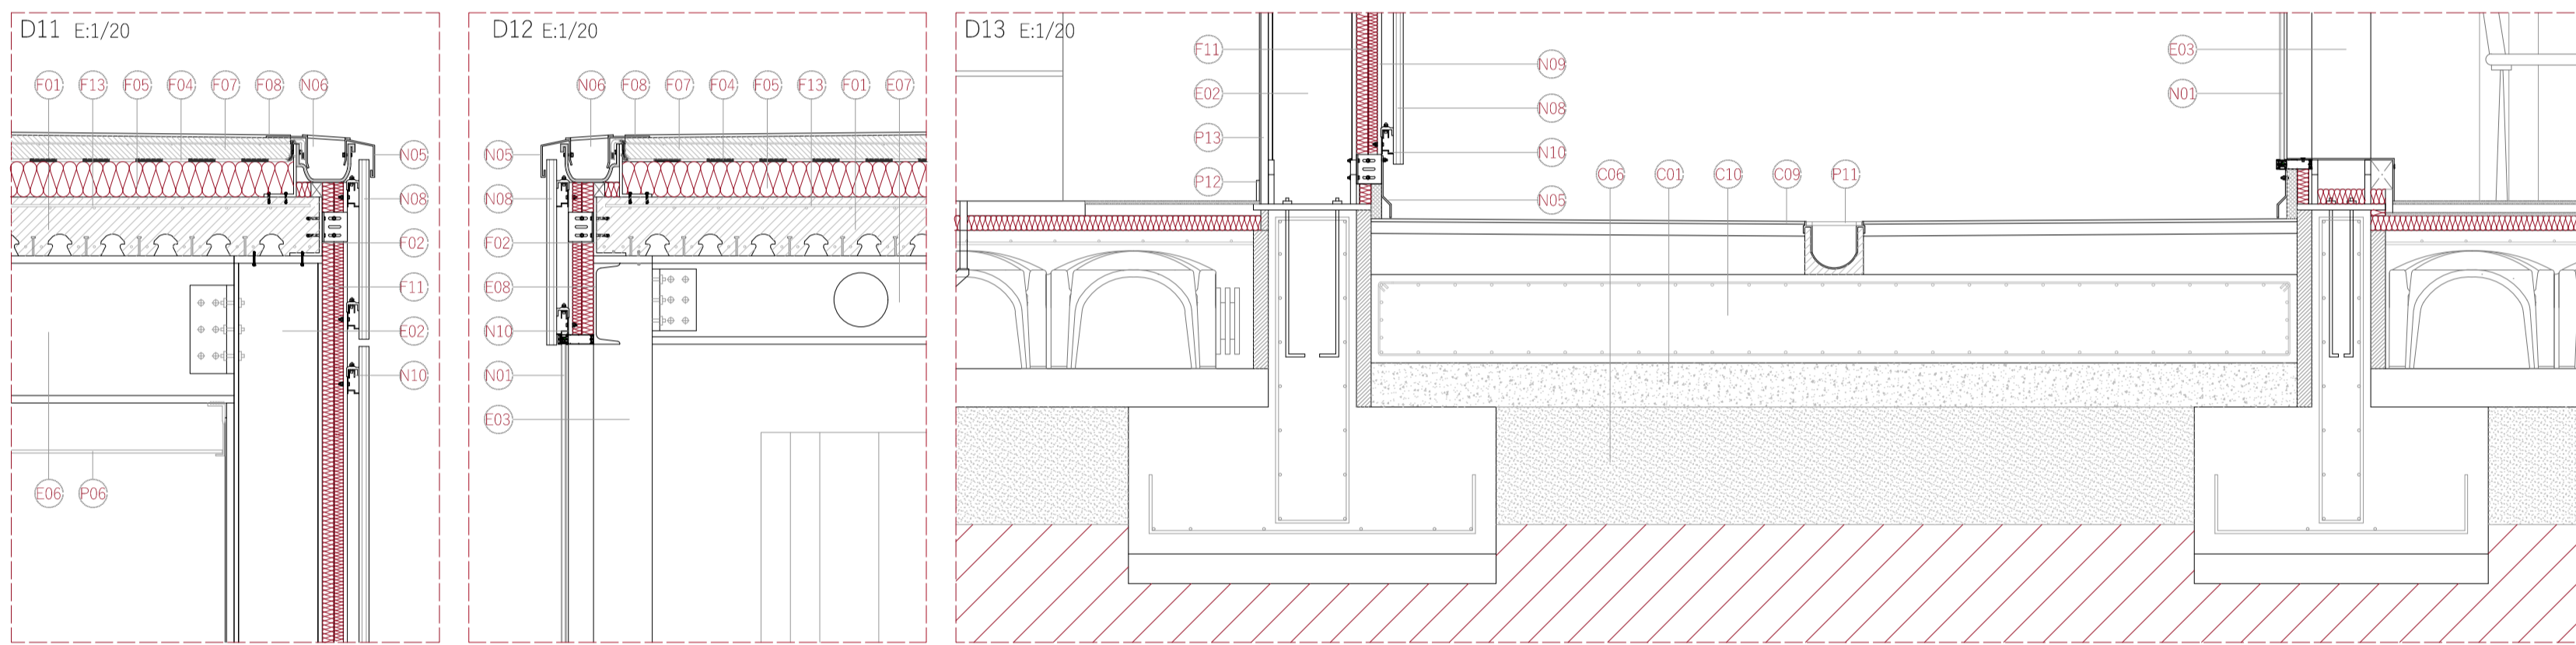 D11 E:1/20
F01 F13 F05 F04 F07 F08 N06
N05
N08
F02
F11
E02
N10
E06 P06
D12 E:1/20
N06 F08 F07 F04 F05 F13 F01 E07
N05
N08
F02
E08
N10
N01
E03
D13 E:1/20
F11
E02
P13
P12
N09
N08
N10
N05
C06 C01 C10 C09 P11
E03
N01